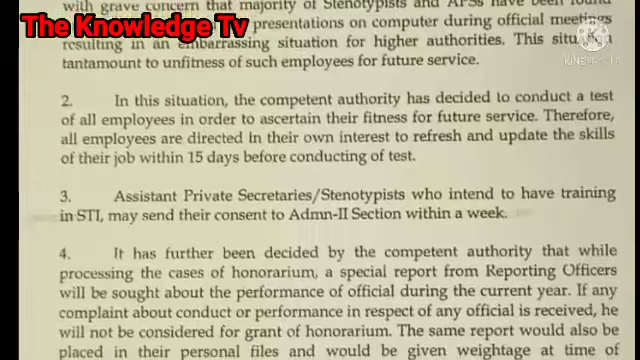 with grave concern that majority of Stenotypists and APSs have been found
The Knowledge Tv
presentations on computer during official meetings
resulting in an embarrassing situation for higher authorities. This situation
KINEMASTER
tantamount to unfitness of such employees for future service.
2. In this situation, the competent authority has decided to conduct a test
of all employees in order to ascertain their fitness for future service. Therefore,
all employees are directed in their own interest to refresh and update the skills
of their job within 15 days before conducting of test.
3. Assistant Private Secretaries/Stenotypists who intend to have training
in STI, may send their consent to Admn-II Section within a week.
4. It has further been decided by the competent authority that while
processing the cases of honorarium, a special report from Reporting Officers
will be sought about the performance of official during the current year. If any
complaint about conduct or performance in respect of any official is received, he
will not be considered for grant of honorarium. The same report would also be
placed in their personal files and would be given weightage at time of